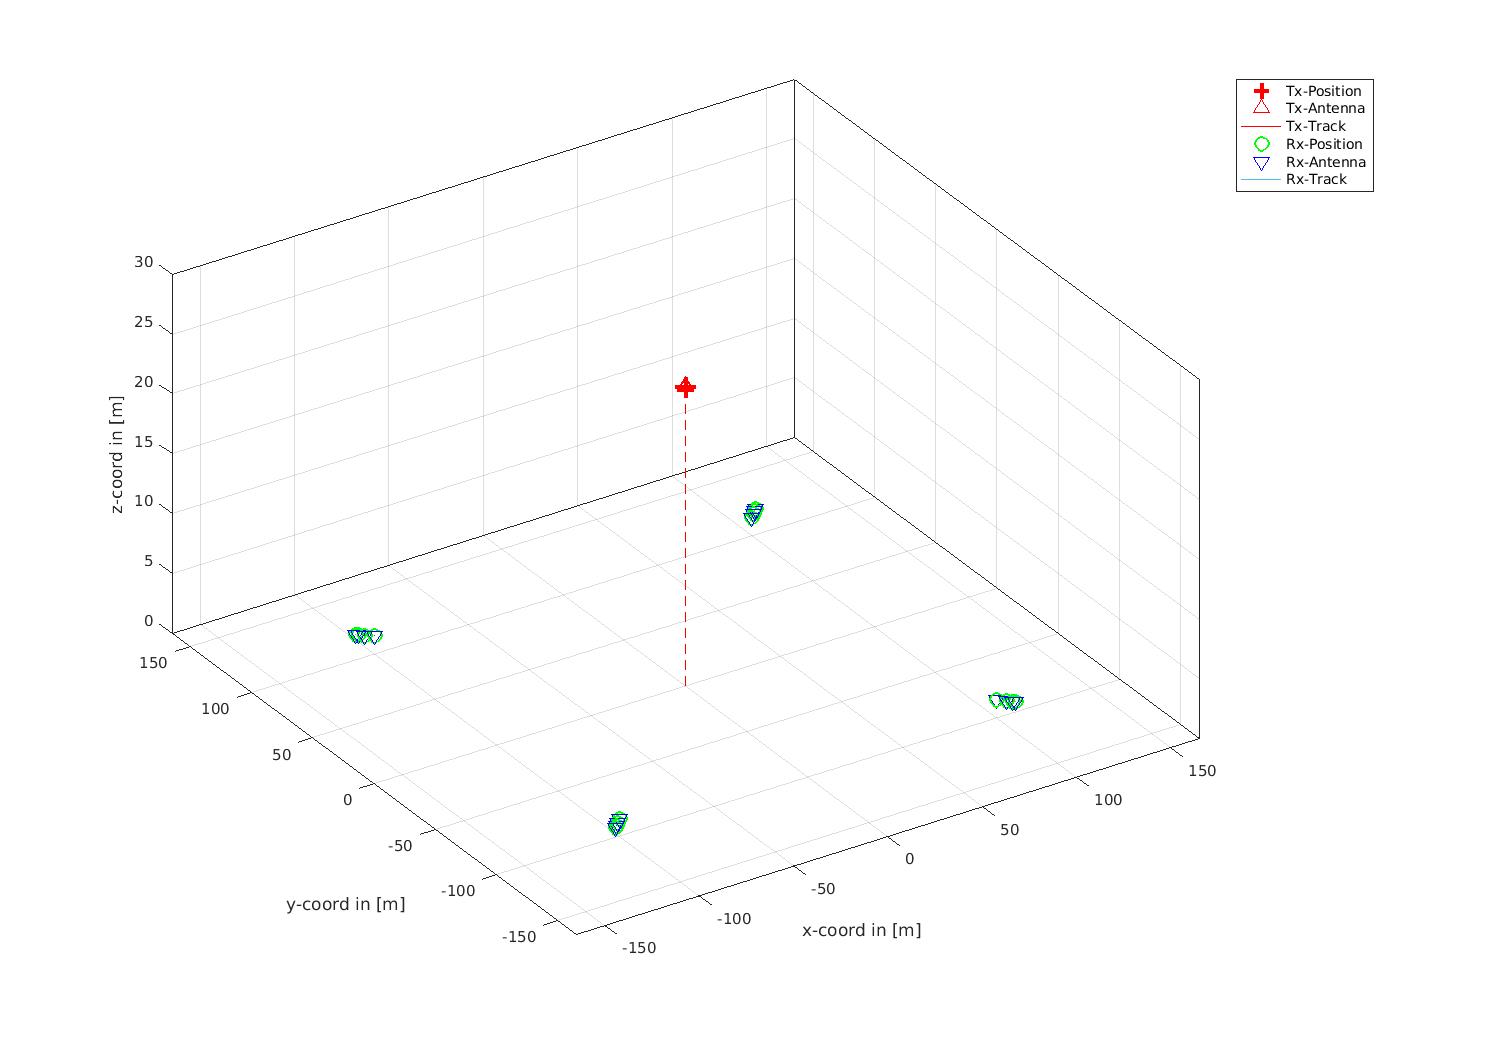 Tx-Position
Tx-Antenna
Tx-Track
Rx-Position
Rx-Antenna
Rx-Track
30
25
20
15
10
5
0
z-coord in [m]
150
100
50
0
-50
-100
-150
y-coord in [m]
-150
-100
-50
0
50
100
150
x-coord in [m]